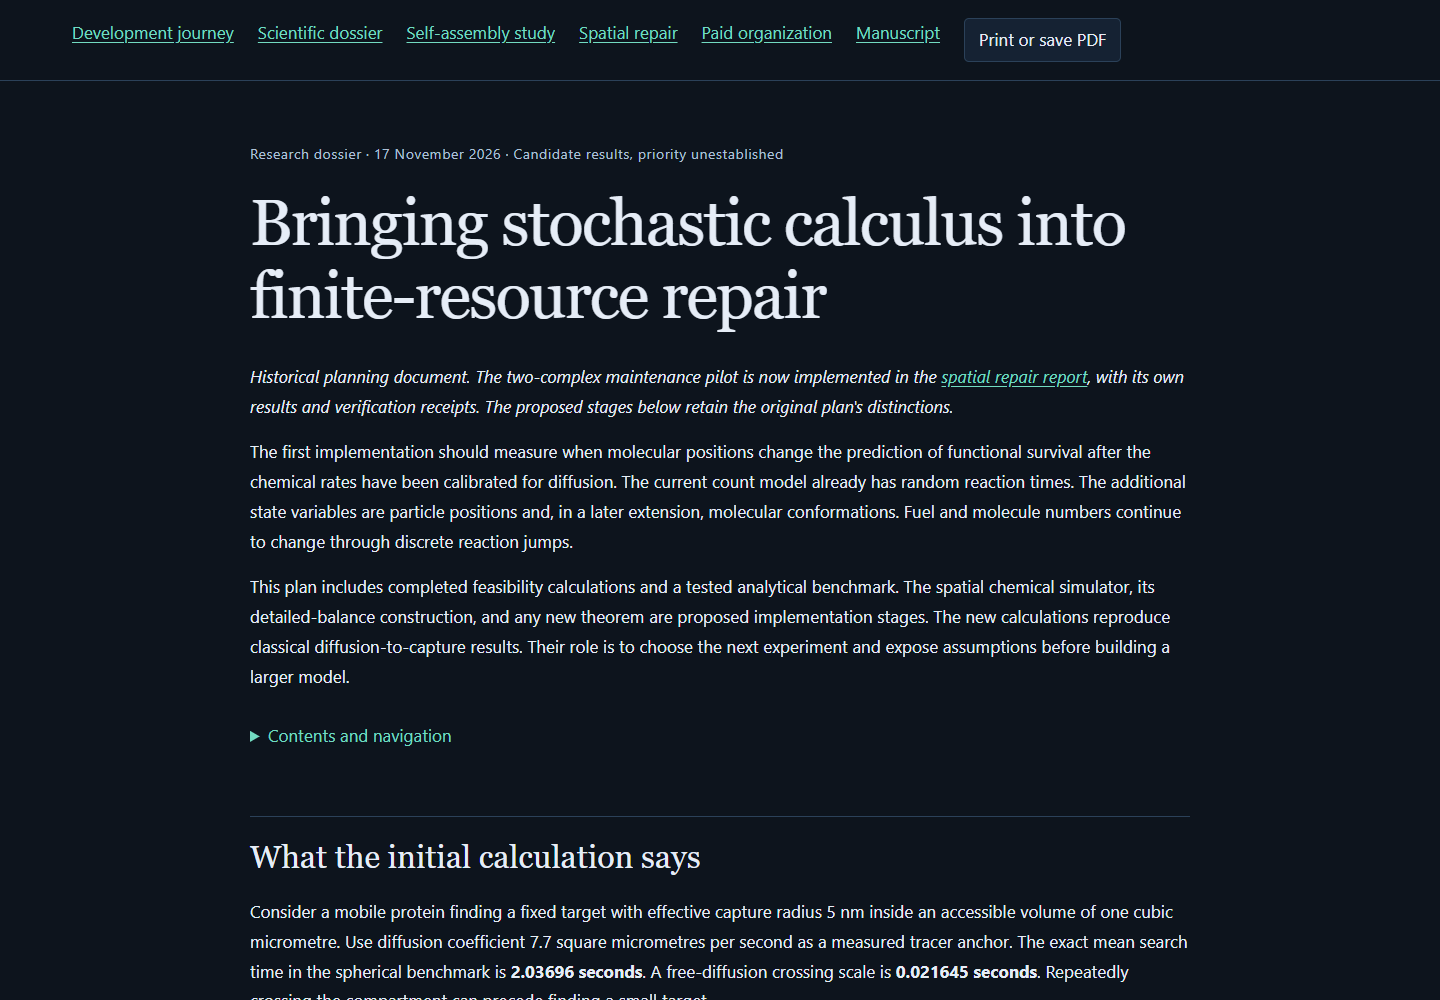 Development journey Scientific dossier Self-assembly study Spatial repair Paid organization Manuscript Print or save PDF
Research dossier · 17 November 2026 · Candidate results, priority unestablished
Bringing stochastic calculus into
finite-resource repair
Historical planning document. The two-complex maintenance pilot is now implemented in the spatial repair report, with its own
results and verification receipts. The proposed stages below retain the original plan's distinctions.
The first implementation should measure when molecular positions change the prediction of functional survival after the
chemical rates have been calibrated for diffusion. The current count model already has random reaction times. The additional
state variables are particle positions and, in a later extension, molecular conformations. Fuel and molecule numbers continue
to change through discrete reaction jumps.
This plan includes completed feasibility calculations and a tested analytical benchmark. The spatial chemical simulator, its
detailed-balance construction, and any new theorem are proposed implementation stages. The new calculations reproduce
classical diffusion-to-capture results. Their role is to choose the next experiment and expose assumptions before building a
larger model.
Contents and navigation
What the initial calculation says
Consider a mobile protein finding a fixed target with effective capture radius 5 nm inside an accessible volume of one cubic
micrometre. Use diffusion coefficient 7.7 square micrometres per second as a measured tracer anchor. The exact mean search
time in the spherical benchmark is 2.03696 seconds. A free-diffusion crossing scale is 0.021645 seconds. Repeatedly
crossing the compartment can precede finding a small target.